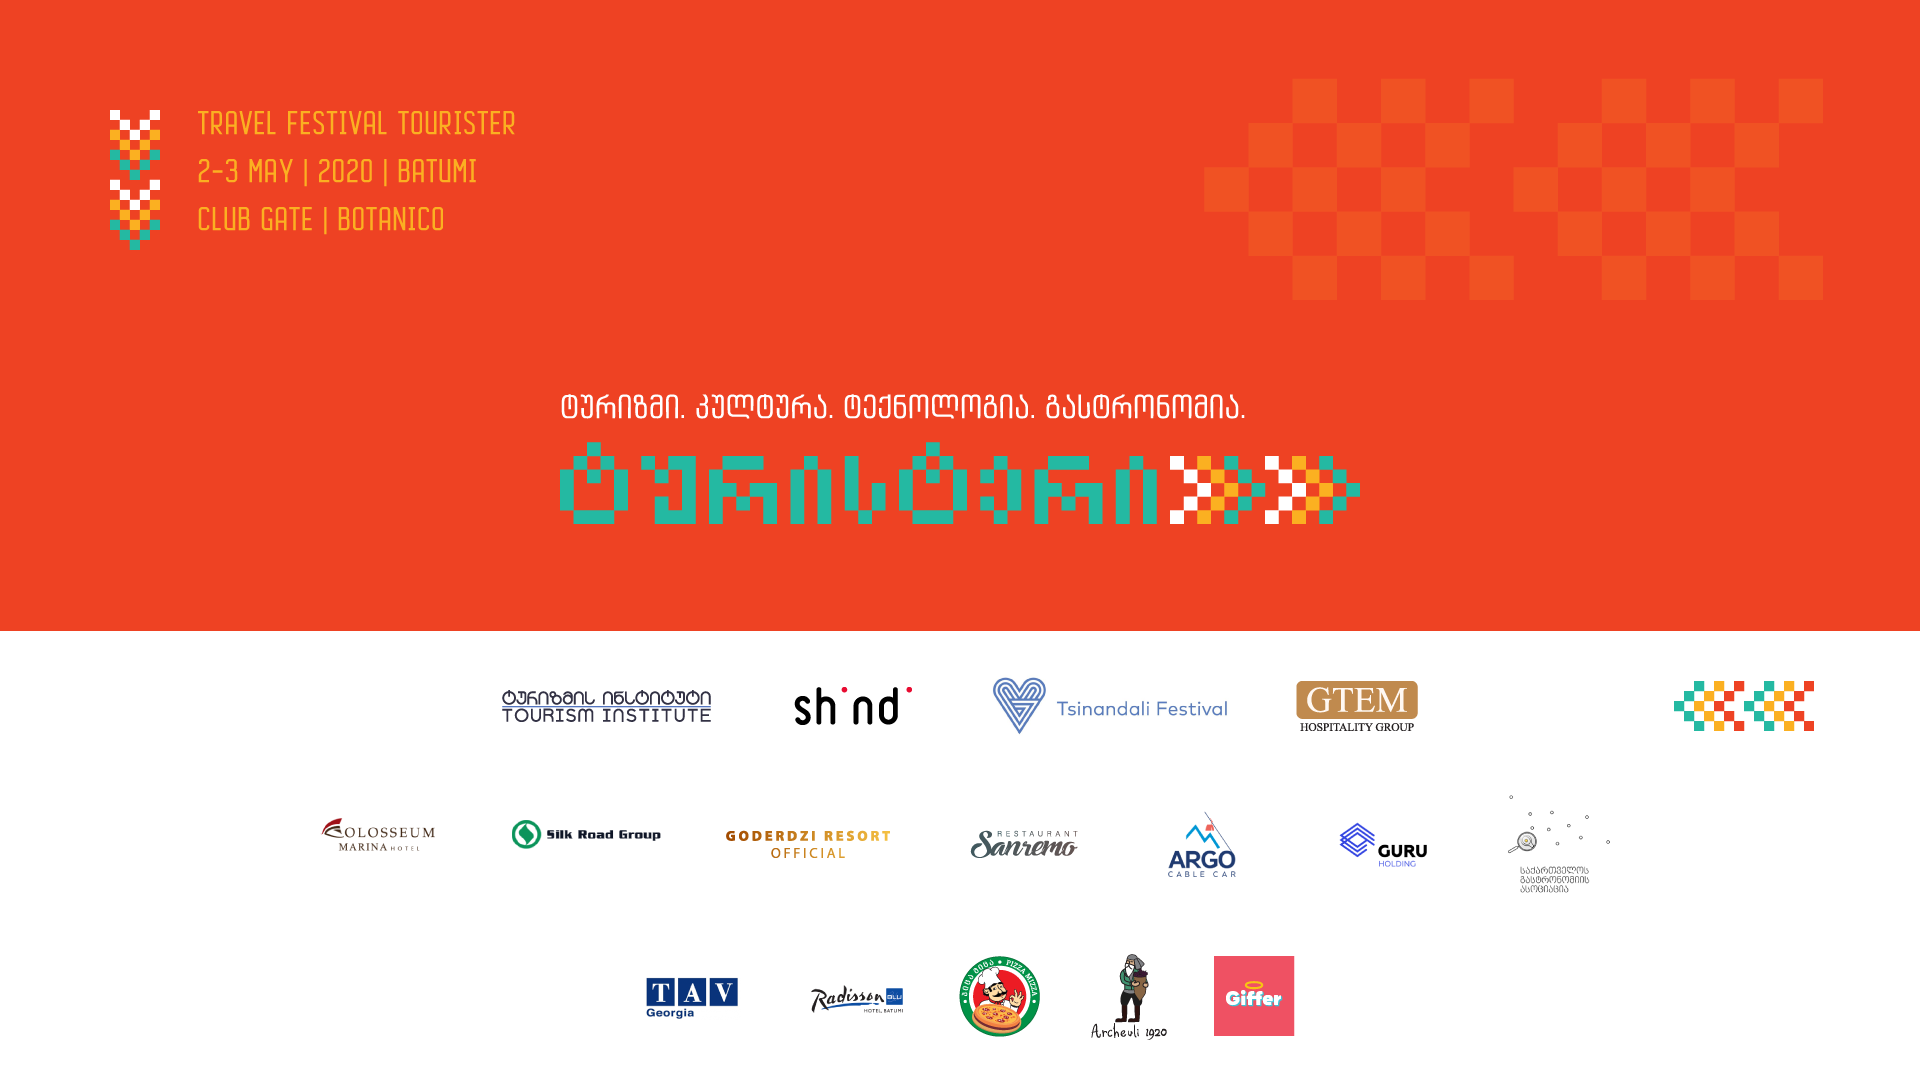 TRAVEL FESTIVAL TOURISTER
2-3 MAY | 2020 | BATUMI
CLUB GATE | BOTANICO
ტურიზმი. კულტურა. ტექნოლოგია. გასტრონომია.
ტურისტერი
ტურიზმის ინსტიტუტი
TOURISM INSTITUTE
shindi
Tsinandali Festival
GTEM
HOSPITALITY GROUP
COLOSSEUM
MARINA HOTEL
Silk Road Group
GODERDZI RESORT
OFFICIAL
RESTAURANT
Sanremo
ARGO
CABLE CAR
GURU
HOLDING
საქართველოს
გასტრონომიის
ასოციაცია
TAV
Georgia
Radisson BLU
HOTEL, BATUMI
PIZZA MIZZA
Archeuli 1920
Giffer